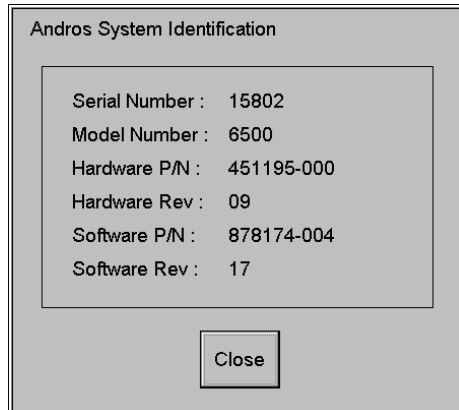 Andros System Identification
Serial Number : 15802
Model Number : 6500
Hardware P/N : 451195-000
Hardware Rev : 09
Software P/N : 878174-004
Software Rev : 17
Close